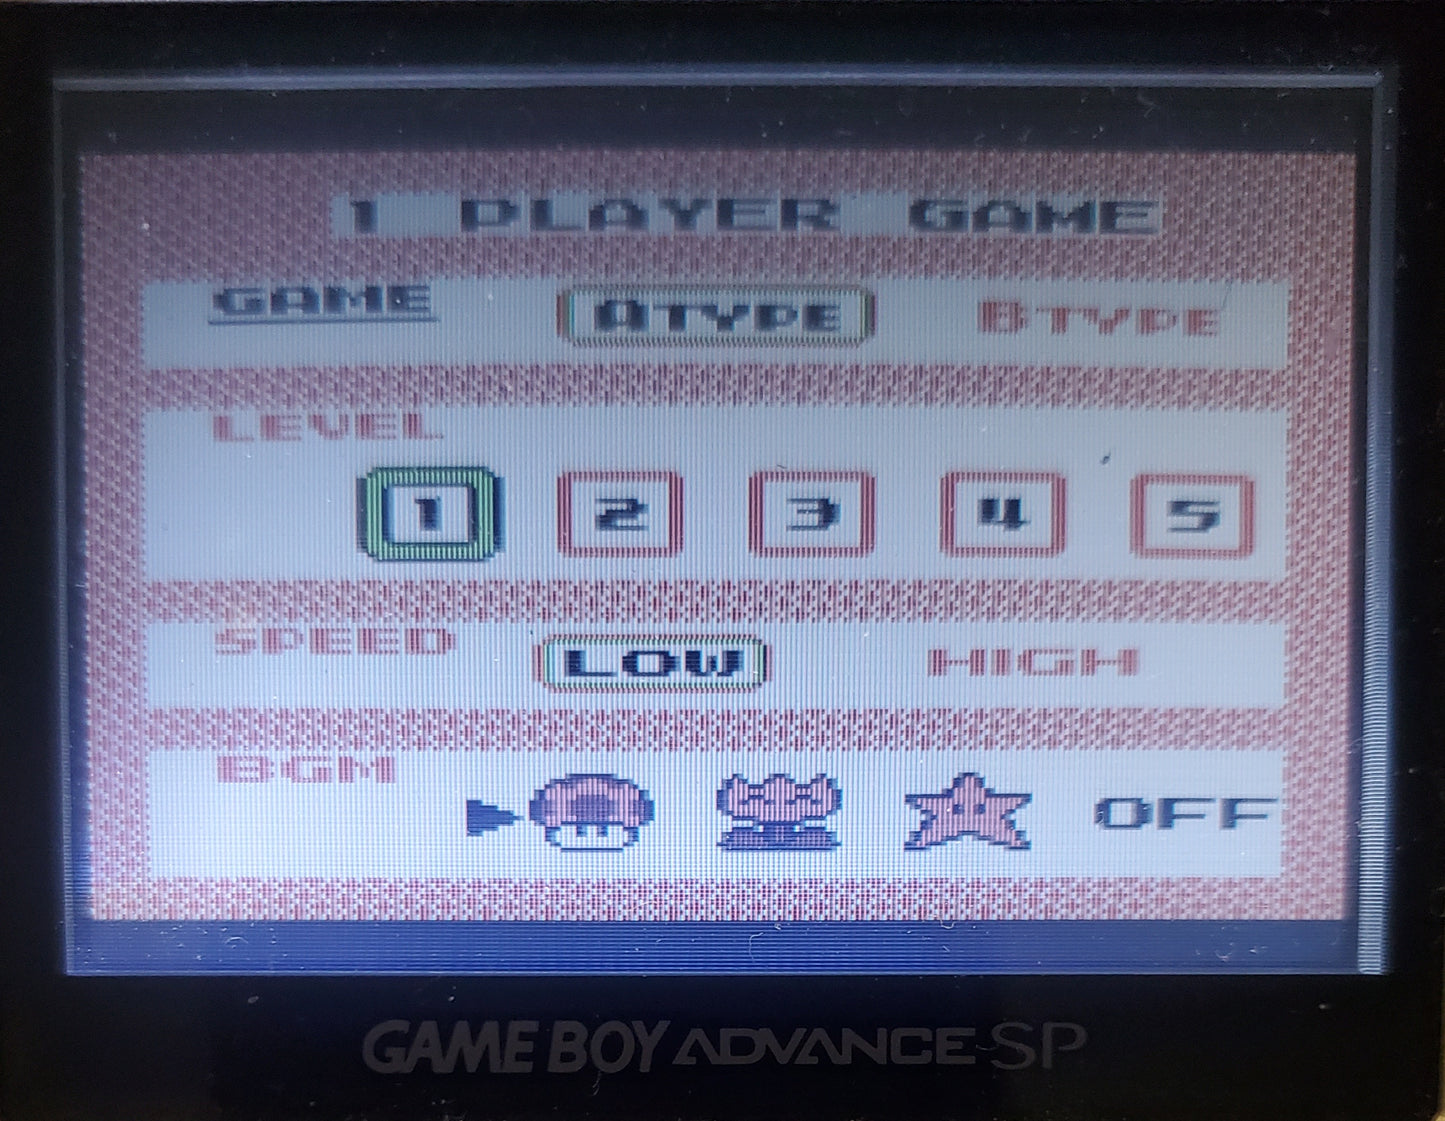 1 PLAYER GAME
GAME ATYPE BTYPE
LEVEL
1 2 3 4 5
SPEED LOW HIGH
BGM OFF
GAME BOY ADVANCE SP